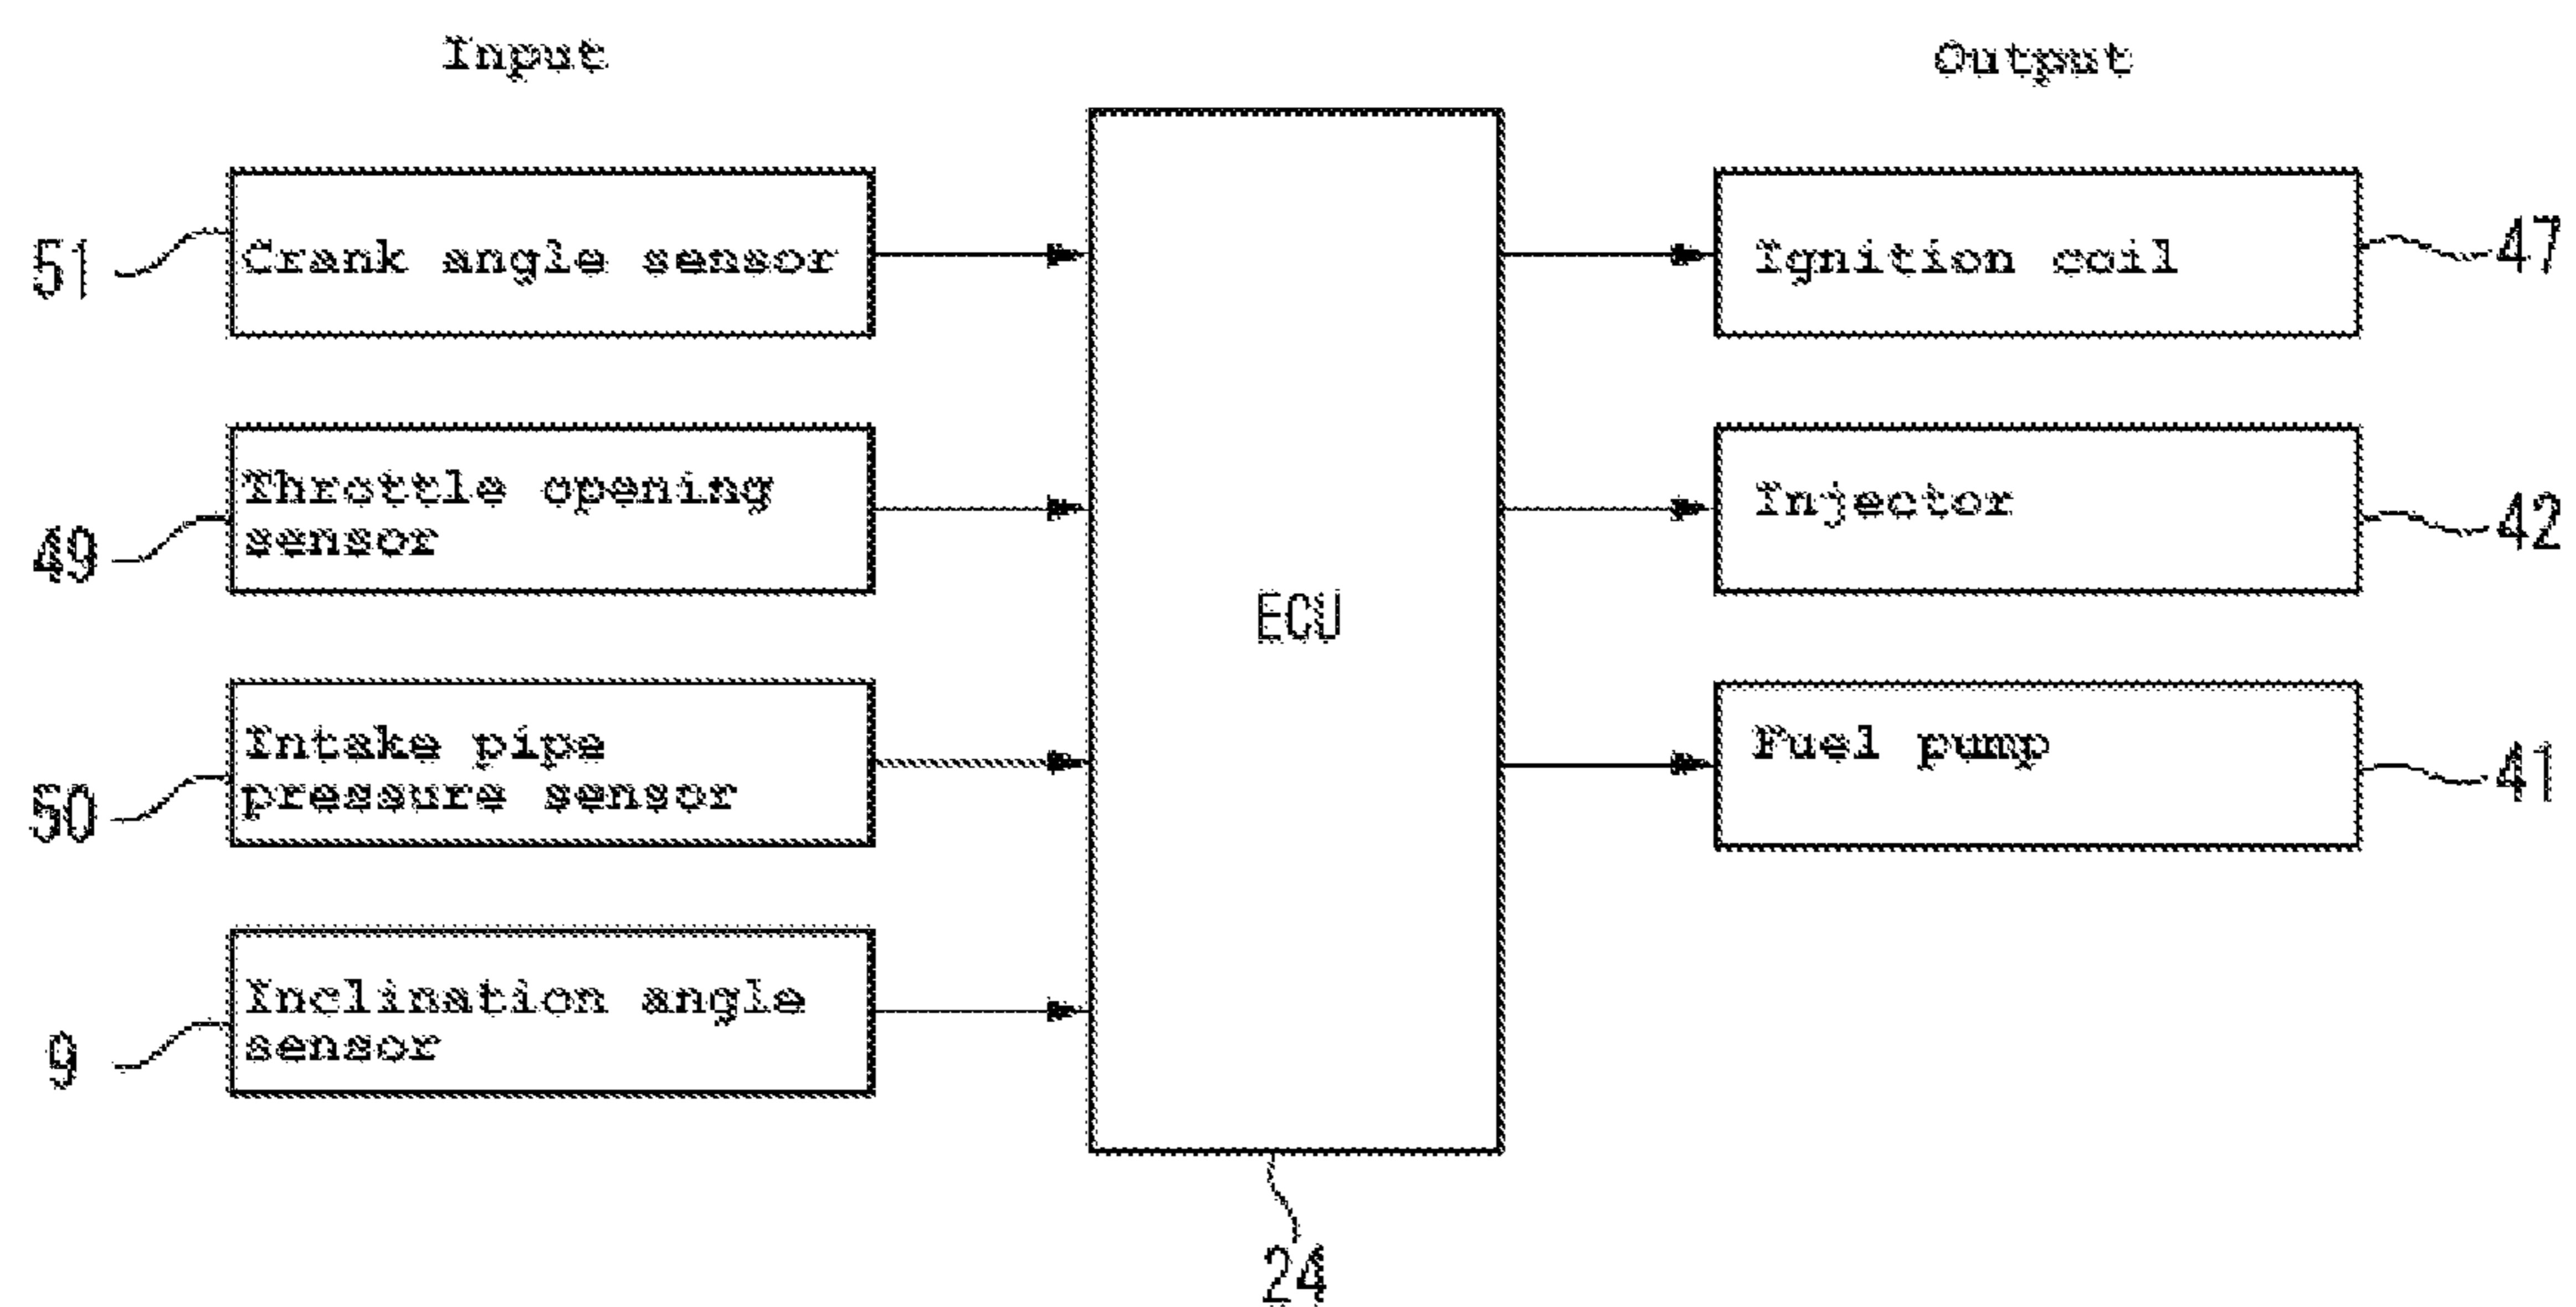 Input
Output
51
Crank angle sensor
Ignition coil
47
49
Throttle opening
sensor
Injector
42
ECU
50
Intake pipe
pressure sensor
Fuel pump
41
9
Inclination angle
sensor
24